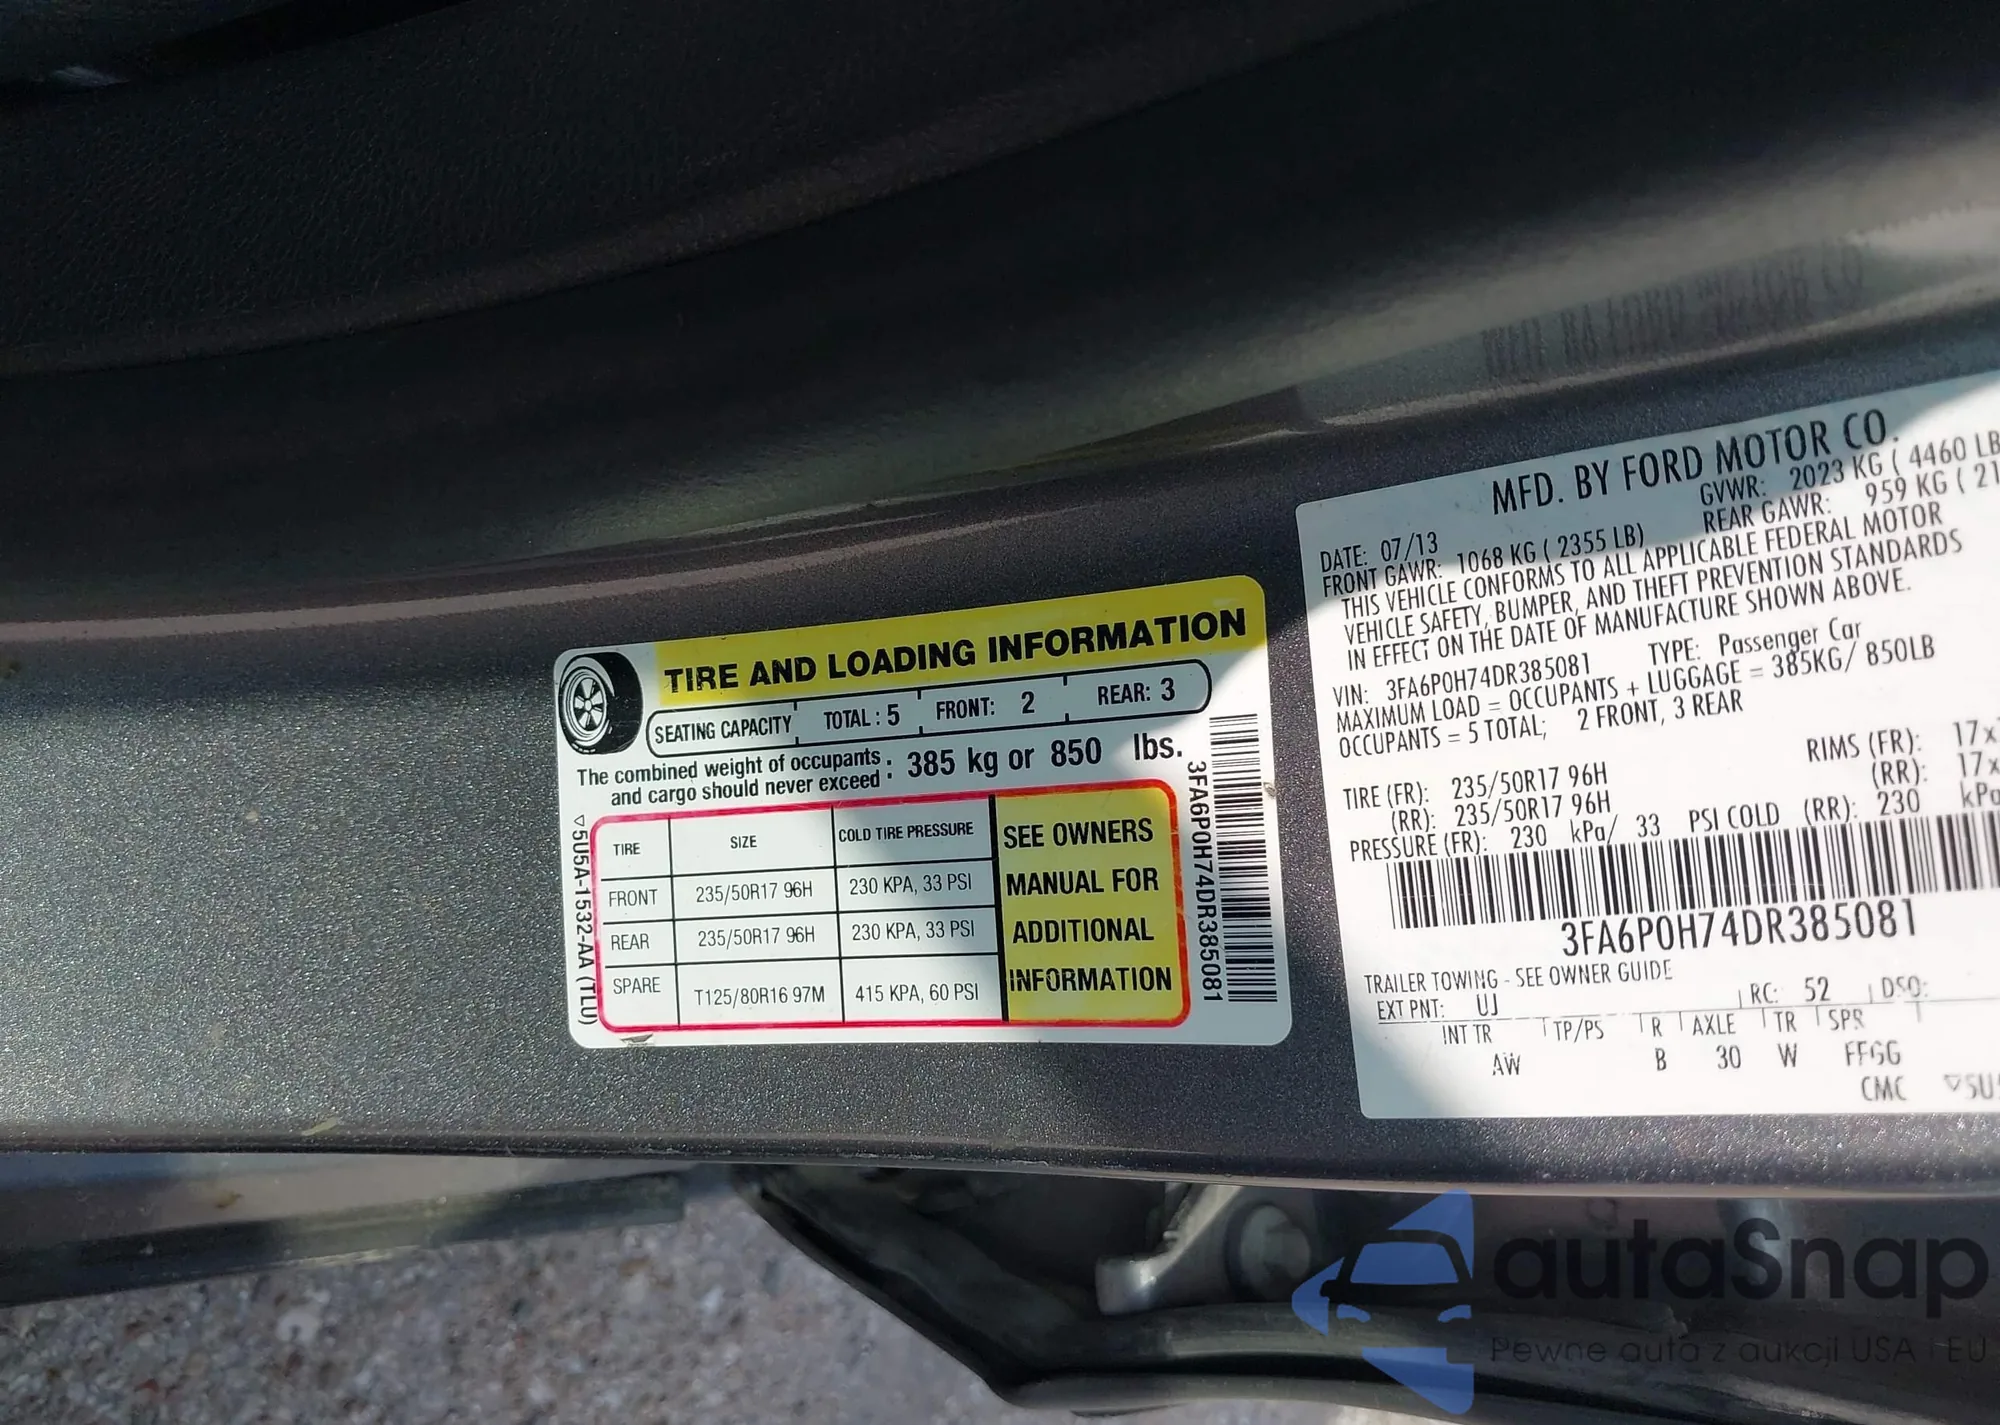 TIRE AND LOADING INFORMATION
SEATING CAPACITY TOTAL : 5 FRONT: 2 REAR: 3
The combined weight of occupants
and cargo should never exceed : 385 kg or 850 lbs.
TIRE SIZE COLD TIRE PRESSURE
FRONT 235/50R17 96H 230 KPA, 33 PSI
REAR 235/50R17 96H 230 KPA, 33 PSI
SPARE T125/80R16 97M 415 KPA, 60 PSI
SEE OWNERS
MANUAL FOR
ADDITIONAL
INFORMATION
5U5A-1532-AA (TLU)
3FA6P0H74DR385081
MFD. BY FORD MOTOR CO.
DATE: 07/13 GVWR: 2023 KG ( 4460 LB
FRONT GAWR: 1068 KG ( 2355 LB) REAR GAWR: 959 KG ( 21
THIS VEHICLE CONFORMS TO ALL APPLICABLE FEDERAL MOTOR
VEHICLE SAFETY, BUMPER, AND THEFT PREVENTION STANDARDS
IN EFFECT ON THE DATE OF MANUFACTURE SHOWN ABOVE.
VIN: 3FA6P0H74DR385081 TYPE: Passenger Car
MAXIMUM LOAD = OCCUPANTS + LUGGAGE = 385KG/ 850LB
OCCUPANTS = 5 TOTAL; 2 FRONT, 3 REAR
TIRE (FR): 235/50R17 96H RIMS (FR): 17x
(RR): 235/50R17 96H (RR): 17x
PRESSURE (FR): 230 kPa/ 33 PSI COLD (RR): 230 kPa
3FA6P0H74DR385081
TRAILER TOWING - SEE OWNER GUIDE
EXT PNT: UJ RC: 52 DSO:
INT TR TP/PS R AXLE TR SPR
AW B 30 W FFGG
CMC 5U5
autaSnap
Pewne auta z aukcji USA i EU